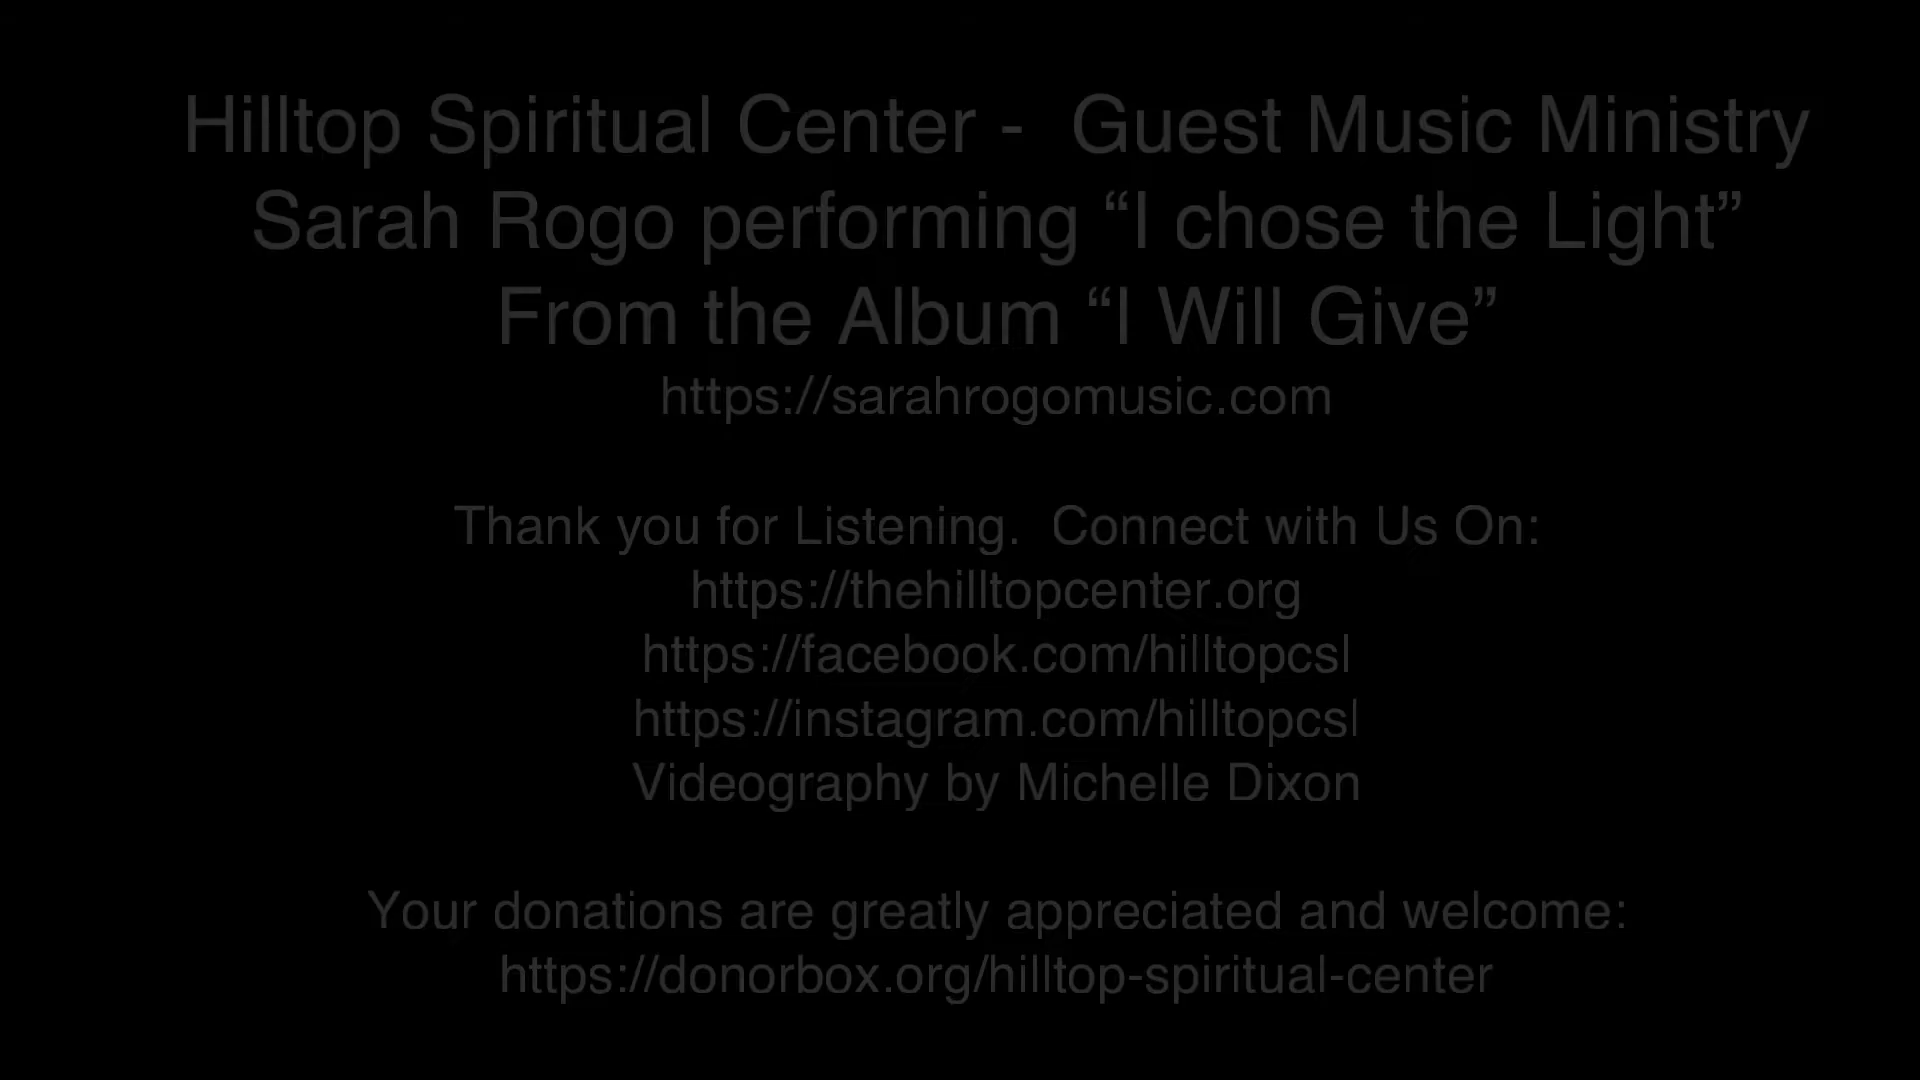 Hilltop Spiritual Center -  Guest Music Ministry
Sarah Rogo performing “I chose the Light”
From the Album “I Will Give”
https://sarahrogomusic.com
Thank you for Listening.  Connect with Us On:
https://thehilltopcenter.org
https://facebook.com/hilltopcsl
https://instagram.com/hilltopcsl
Videography by Michelle Dixon
Your donations are greatly appreciated and welcome:
https://donorbox.org/hilltop-spiritual-center